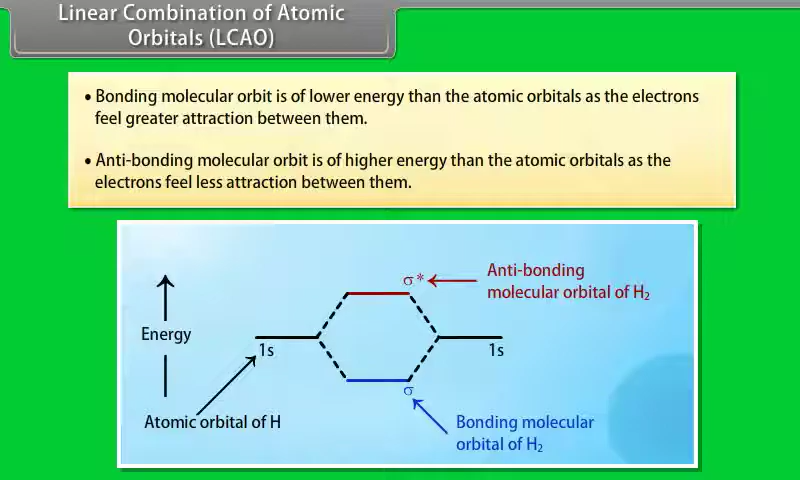 Linear Combination of Atomic
Orbitals (LCAO)
• Bonding molecular orbit is of lower energy than the atomic orbitals as the electrons
feel greater attraction between them.
• Anti-bonding molecular orbit is of higher energy than the atomic orbitals as the
electrons feel less attraction between them.
σ*
Anti-bonding
molecular orbital of H₂
Energy
1s
1s
σ
Atomic orbital of H
Bonding molecular
orbital of H₂